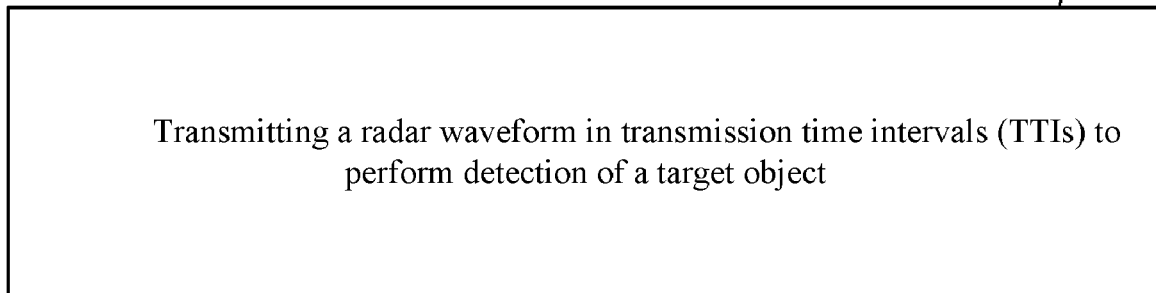 Transmitting a radar waveform in transmission time intervals (TTIs) to
perform detection of a target object